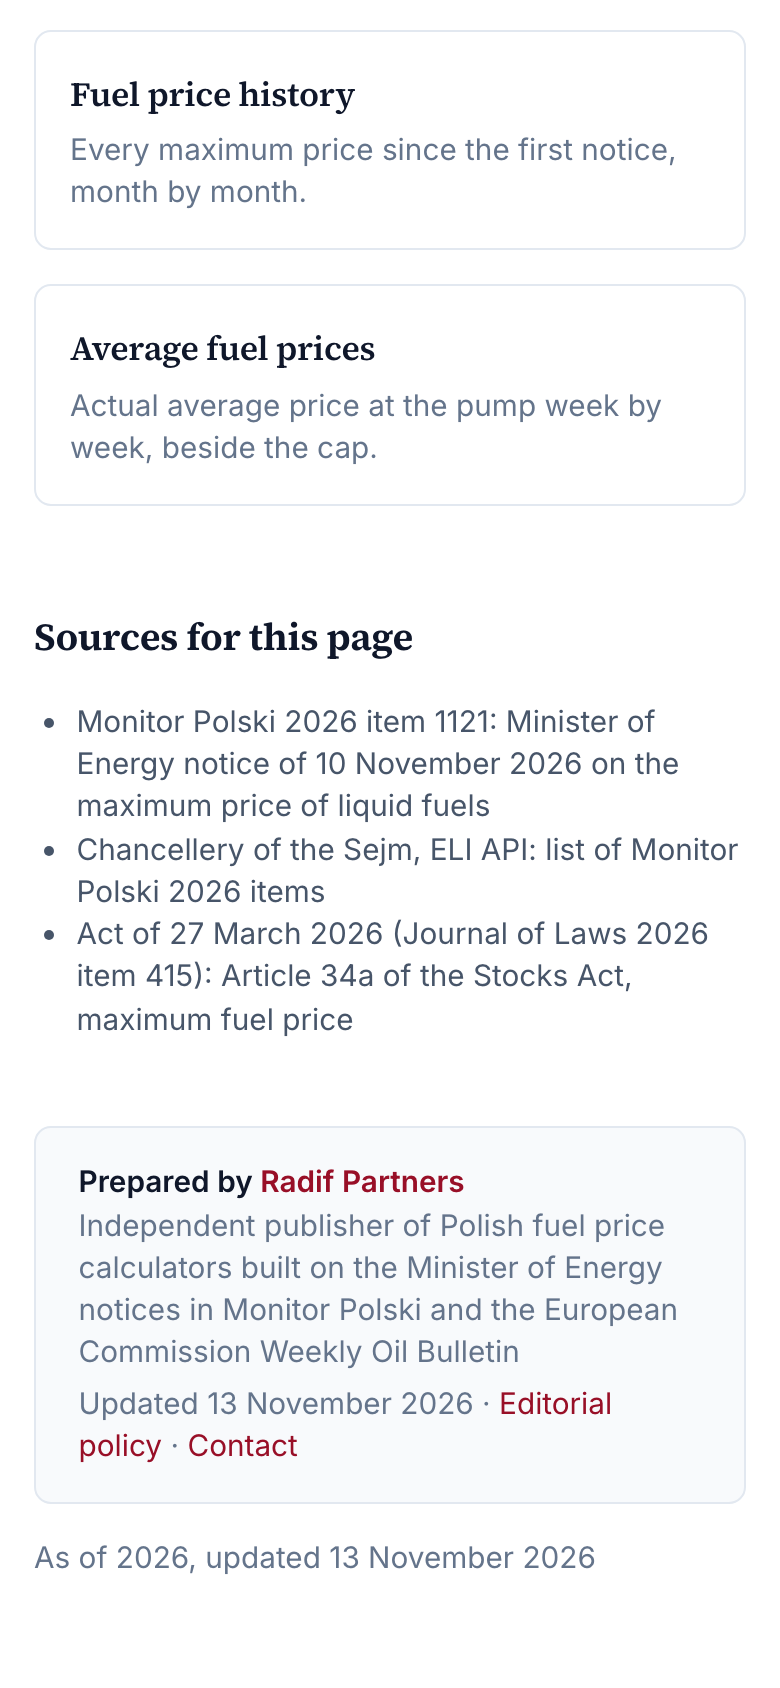 Fuel price history
Every maximum price since the first notice,
month by month.
Average fuel prices
Actual average price at the pump week by
week, beside the cap.
Sources for this page
• Monitor Polski 2026 item 1121: Minister of
Energy notice of 10 November 2026 on the
maximum price of liquid fuels
• Chancellery of the Sejm, ELI API: list of Monitor
Polski 2026 items
• Act of 27 March 2026 (Journal of Laws 2026
item 415): Article 34a of the Stocks Act,
maximum fuel price
Prepared by Radif Partners
Independent publisher of Polish fuel price
calculators built on the Minister of Energy
notices in Monitor Polski and the European
Commission Weekly Oil Bulletin
Updated 13 November 2026 · Editorial
policy · Contact
As of 2026, updated 13 November 2026